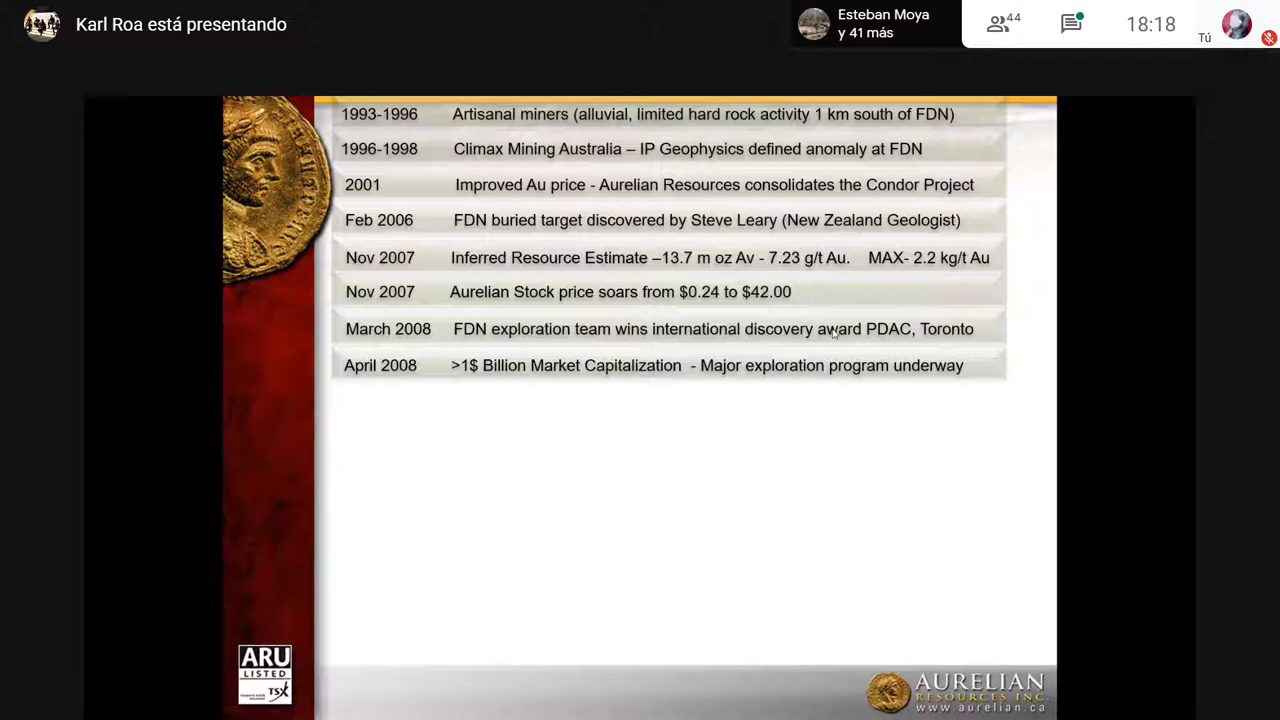 Karl Roa está presentando
Esteban Moya
y 41 más
44
18:18
Tú
1993-1996 Artisanal miners (alluvial, limited hard rock activity 1 km south of FDN)
1996-1998 Climax Mining Australia – IP Geophysics defined anomaly at FDN
2001 Improved Au price - Aurelian Resources consolidates the Condor Project
Feb 2006 FDN buried target discovered by Steve Leary (New Zealand Geologist)
Nov 2007 Inferred Resource Estimate –13.7 m oz Av - 7.23 g/t Au. MAX- 2.2 kg/t Au
Nov 2007 Aurelian Stock price soars from $0.24 to $42.00
March 2008 FDN exploration team wins international discovery award PDAC, Toronto
April 2008 >1$ Billion Market Capitalization - Major exploration program underway
ARU
LISTED
TSX
AURELIAN
RESOURCES INC.
www.aurelian.ca